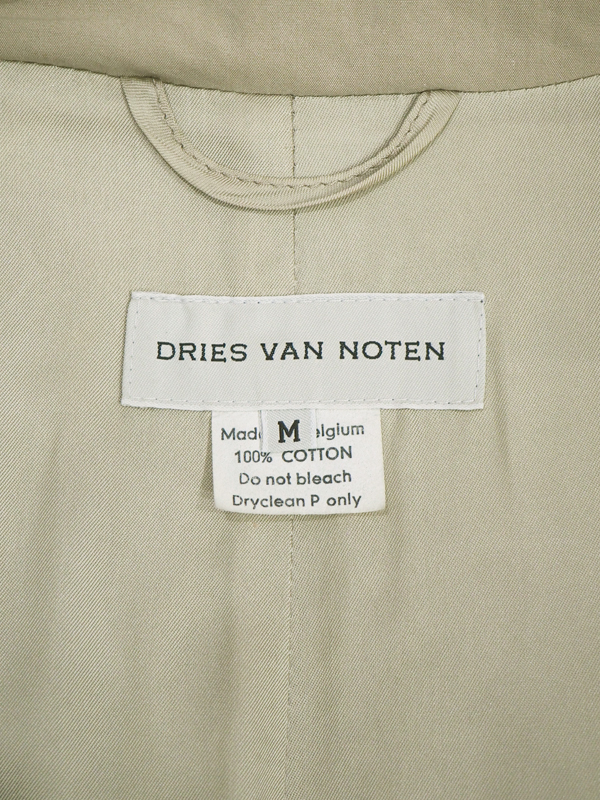 DRIES VAN NOTEN
M
Made elgium
100% COTTON
Do not bleach
Dryclean P only